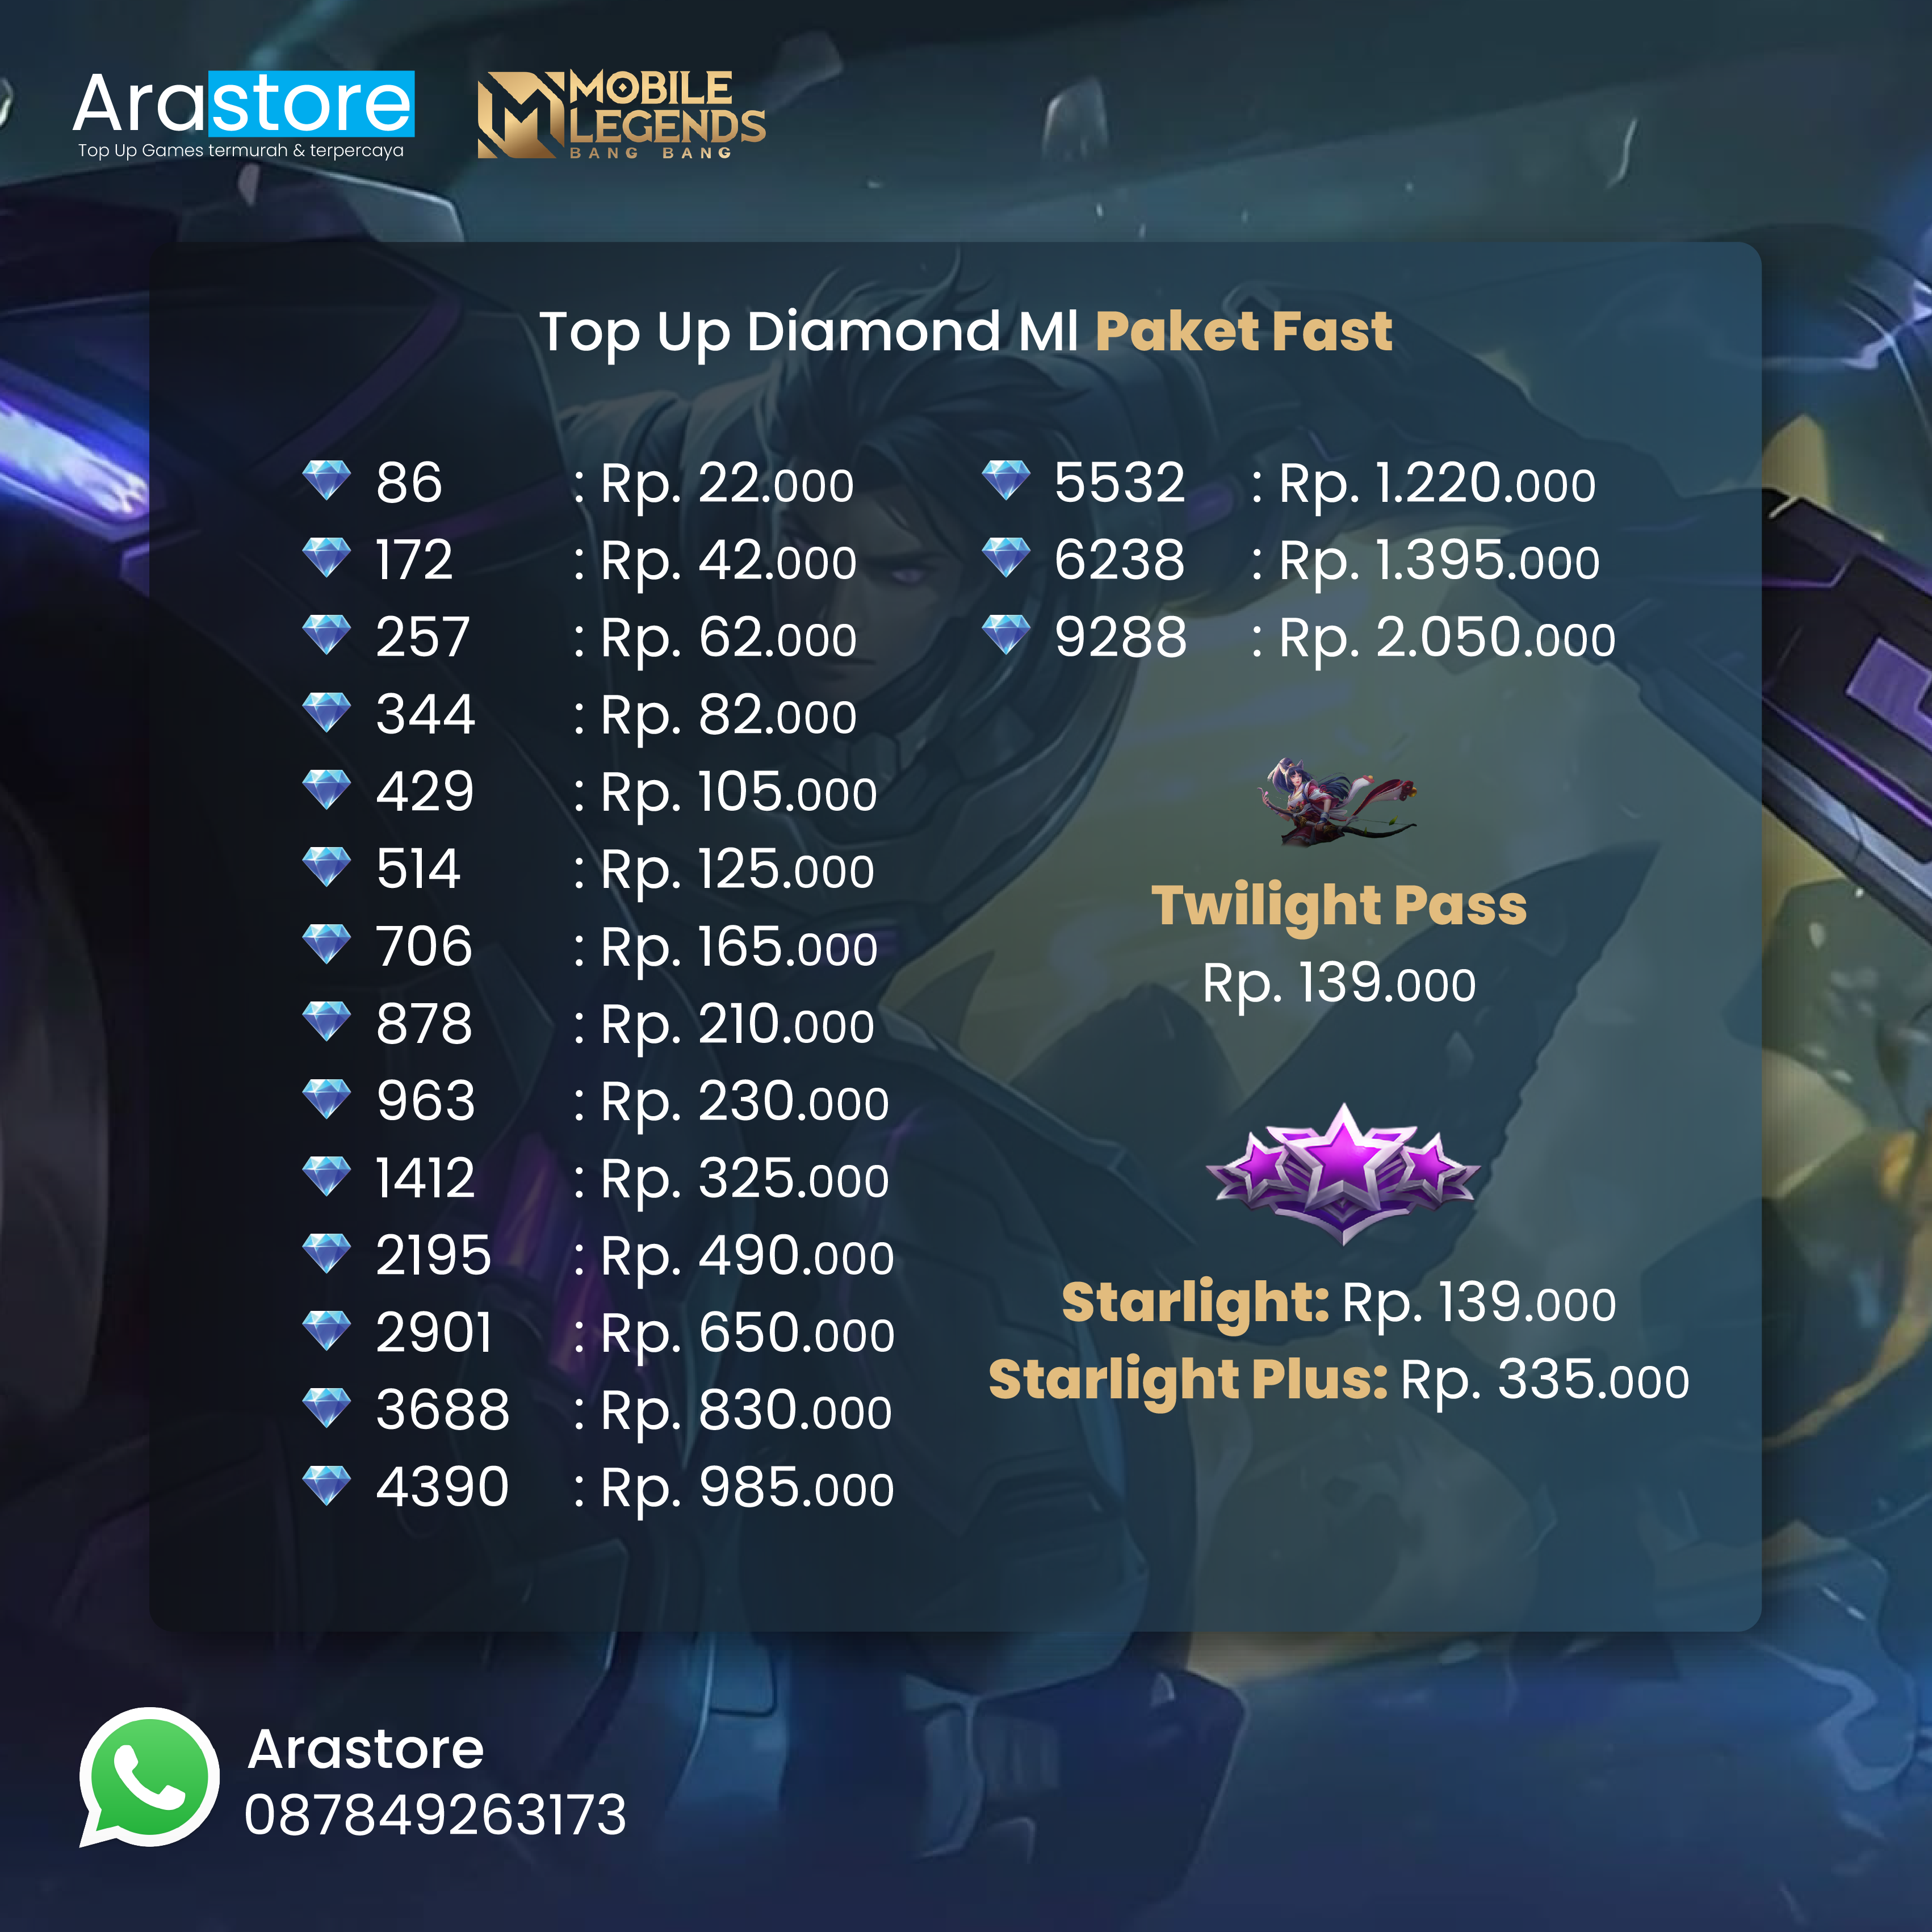 Arastore
Top Up Games termurah & terpercaya
MOBILE
LEGENDS
BANG BANG
Top Up Diamond Ml Paket Fast
86 : Rp. 22.000
172 : Rp. 42.000
257 : Rp. 62.000
344 : Rp. 82.000
429 : Rp. 105.000
514 : Rp. 125.000
706 : Rp. 165.000
878 : Rp. 210.000
963 : Rp. 230.000
1412 : Rp. 325.000
2195 : Rp. 490.000
2901 : Rp. 650.000
3688 : Rp. 830.000
4390 : Rp. 985.000
5532 : Rp. 1.220.000
6238 : Rp. 1.395.000
9288 : Rp. 2.050.000
Twilight Pass
Rp. 139.000
Starlight: Rp. 139.000
Starlight Plus: Rp. 335.000
Arastore
087849263173